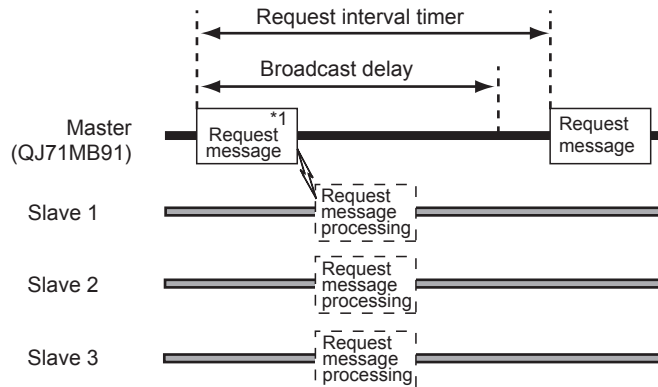 Request interval timer
Broadcast delay
Master
(QJ71MB91)
*1
Request
message
Request
message
Slave 1
Request
message
processing
Slave 2
Request
message
processing
Slave 3
Request
message
processing